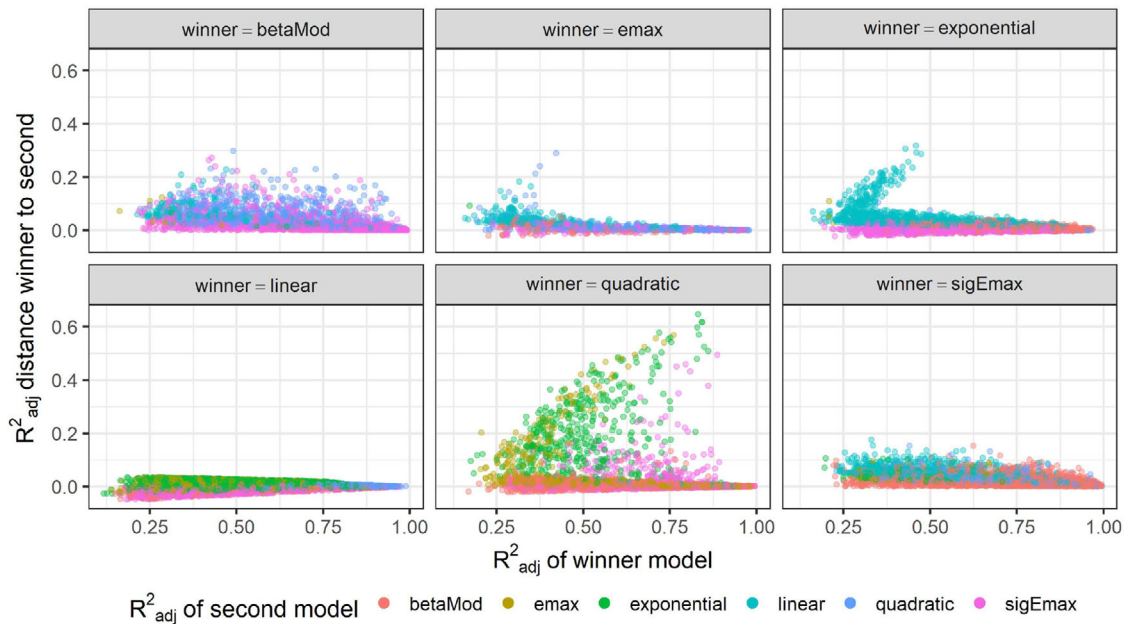 winner = betaMod
winner = emax
winner = exponential
0.6
0.4
0.2
0.0
winner = linear
winner = quadratic
winner = sigEmax
0.6
0.4
0.2
0.0
0.25 0.50 0.75 1.00
0.25 0.50 0.75 1.00
0.25 0.50 0.75 1.00
R²adj distance winner to second
R²adj of winner model
R²adj of second model betaMod emax exponential linear quadratic sigEmax